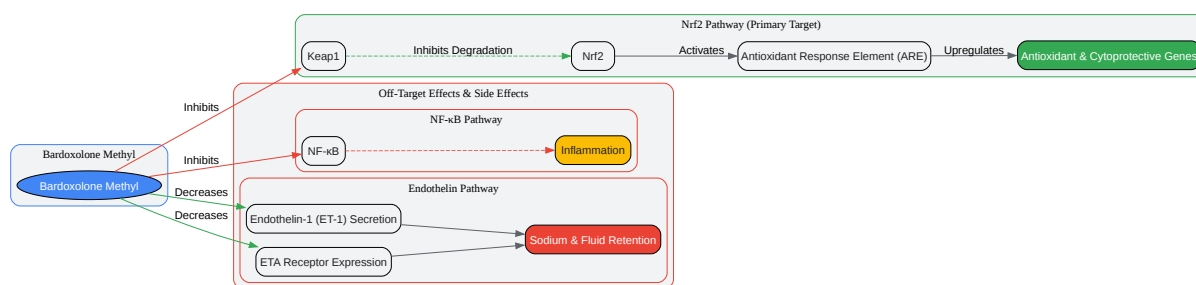 Nrf2 Pathway (Primary Target)
Keap1
Inhibits Degradation
Nrf2
Activates
Antioxidant Response Element (ARE)
Upregulates
Antioxidant & Cytoprotective Genes
Inhibits
Off-Target Effects & Side Effects
NF-κB Pathway
NF-κB
Inflammation
Inhibits
Bardoxolone Methyl
Bardoxolone Methyl
Decreases
Decreases
Endothelin Pathway
Endothelin-1 (ET-1) Secretion
Sodium & Fluid Retention
ETA Receptor Expression